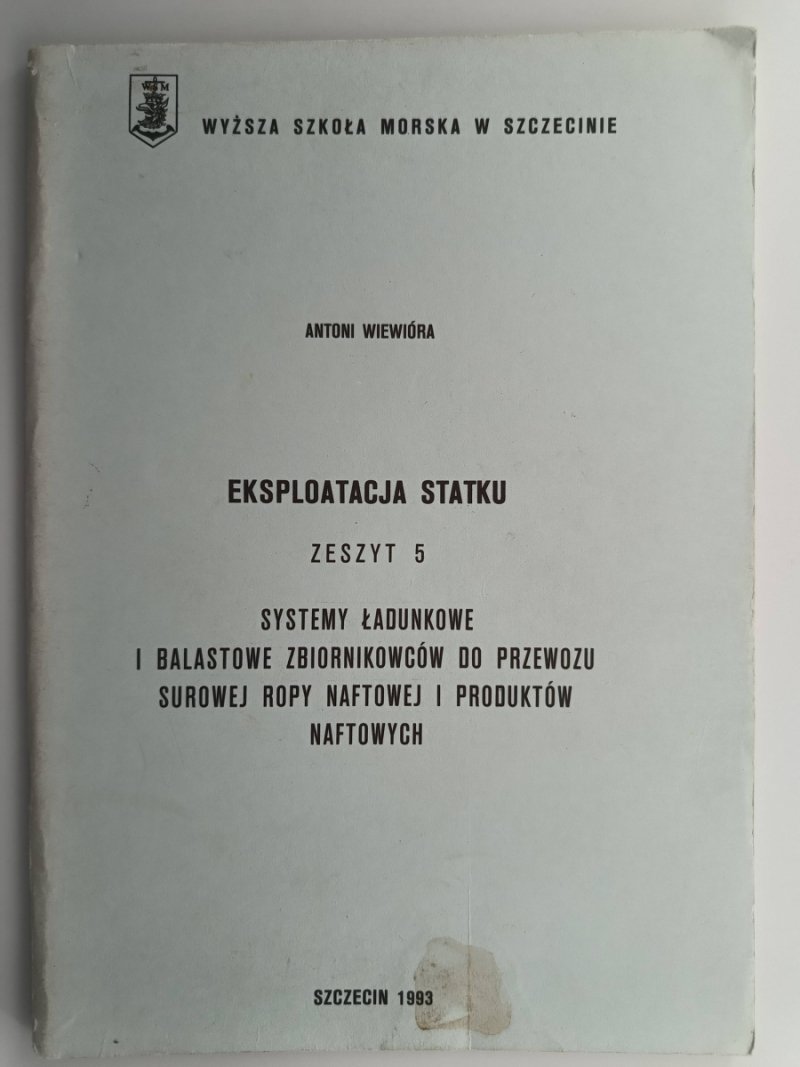 WSM
WYŻSZA SZKOŁA MORSKA W SZCZECINIE
ANTONI WIEWIÓRA
EKSPLOATACJA STATKU
ZESZYT 5
SYSTEMY ŁADUNKOWE
I BALASTOWE ZBIORNIKOWCÓW DO PRZEWOZU
SUROWEJ ROPY NAFTOWEJ I PRODUKTÓW
NAFTOWYCH
SZCZECIN 1993